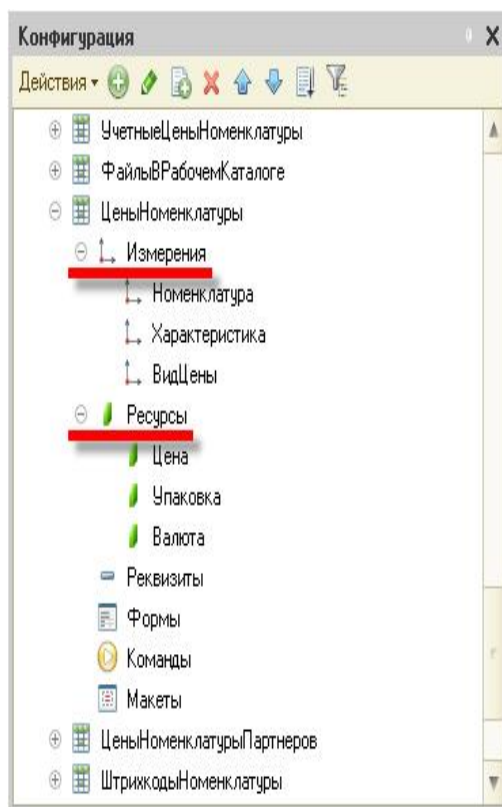 Конфигурация
Действия
УчетныеЦеныНоменклатуры
ФайлыВРабочемКаталоге
ЦеныНоменклатуры
Измерения
Номенклатура
Характеристика
ВидЦены
Ресурсы
Цена
Упаковка
Валюта
Реквизиты
Формы
Команды
Макеты
ЦеныНоменклатурыПартнеров
ШтрихкодыНоменклатуры